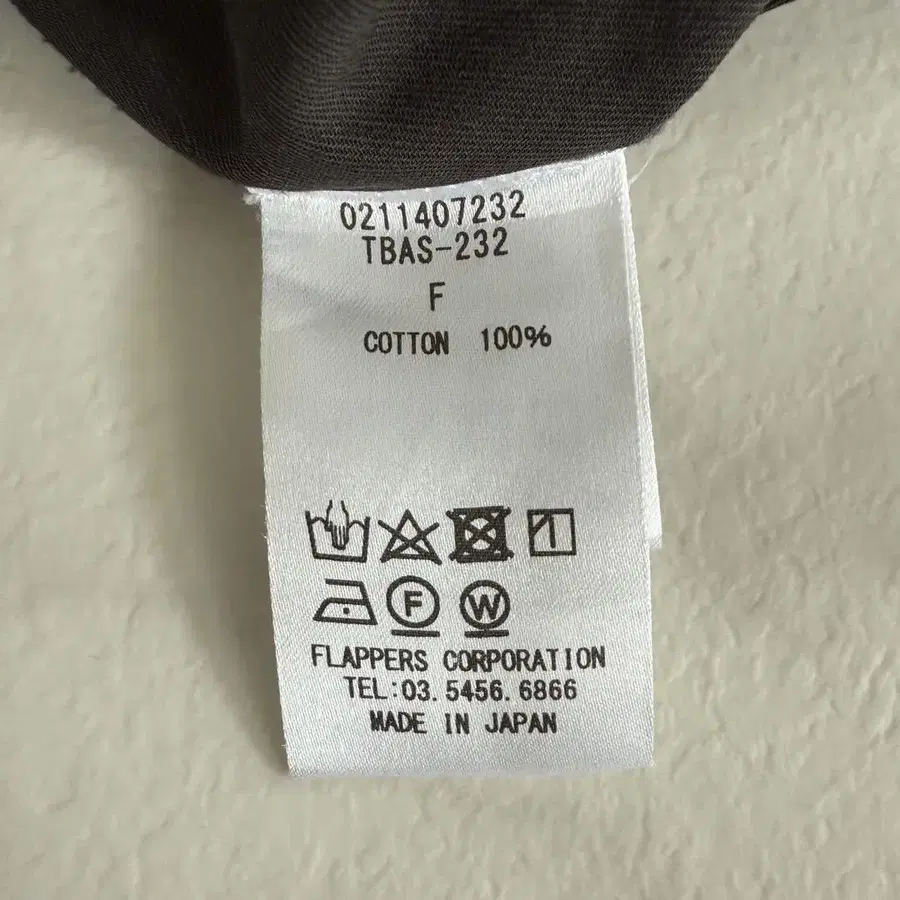 0211407232
TBAS-232
F
COTTON 100%
F W
FLAPPERS CORPORATION
TEL:03.5456.6866
MADE IN JAPAN